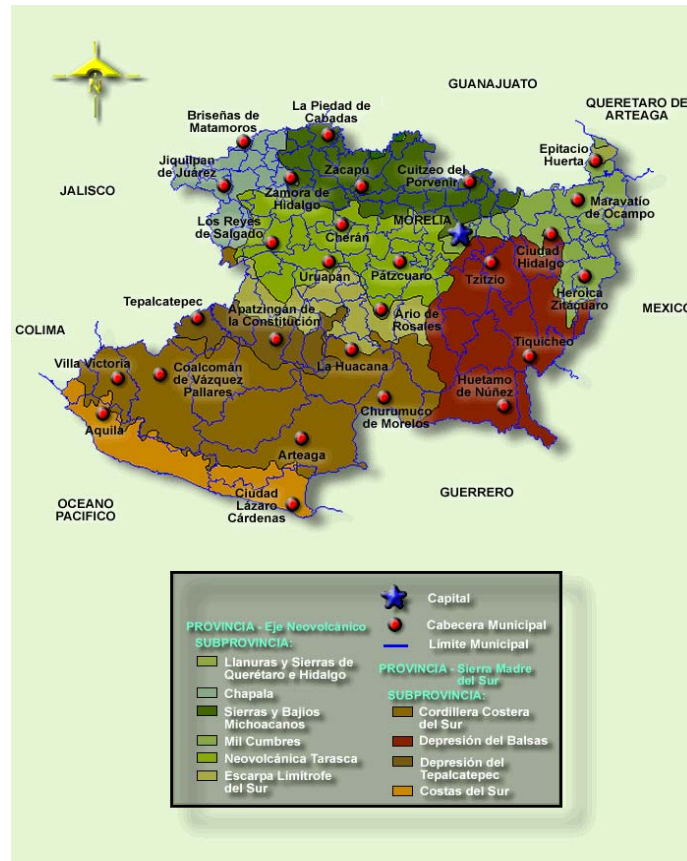 N
GUANAJUATO
QUERETARO DE
ARTEAGA
La Piedad de
Cabadas
Briseñas de
Matamoros
Epitacio
Huerta
Jiquilpan
de Juárez
Zacapú
Cuitzeo del
Porvenir
JALISCO
Zamora de
Hidalgo
Maravatío
de Ocampo
Los Reyes
de Salgado
MORELIA
Cherán
Ciudad
Hidalgo
Uruapan
Pátzcuaro
Tzitzio
Heroica
Zitácuaro
Tepalcatepec
Apatzingán de
la Constitución
Ario de
Rosales
MEXICO
COLIMA
Tiquicheo
Villa Victoria
Coalcomán
de Vázquez
Pallares
La Huacana
Huetamo
de Núñez
Churumuco
de Morelos
Aquila
Arteaga
OCEANO
PACIFICO
Ciudad
Lázaro
Cárdenas
GUERRERO
Capital
Cabecera Municipal
Límite Municipal
PROVINCIA - Eje Neovolcànico
SUBPROVINCIA:
Llanuras y Sierras de
Querétaro e Hidalgo
Chapala
Sierras y Bajios
Michoacanos
Mil Cumbres
Neovolcánica Tarasca
Escarpa Limítrofe
del Sur
PROVINCIA - Sierra Madre
del Sur
SUBPROVINCIA:
Cordillera Costera
del Sur
Depresión del Balsas
Depresión del
Tepalcatepec
Costas del Sur